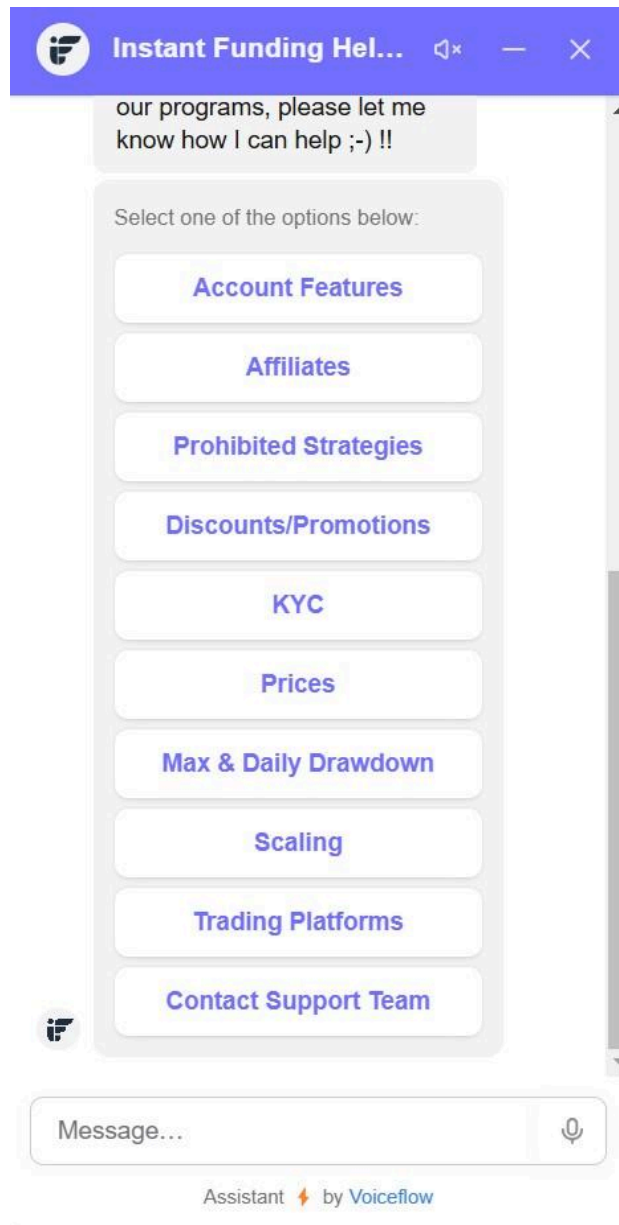 Instant Funding Hel...
our programs, please let me
know how I can help ;-) !!
Select one of the options below:
Account Features
Affiliates
Prohibited Strategies
Discounts/Promotions
KYC
Prices
Max & Daily Drawdown
Scaling
Trading Platforms
Contact Support Team
Message...
Assistant by Voiceflow